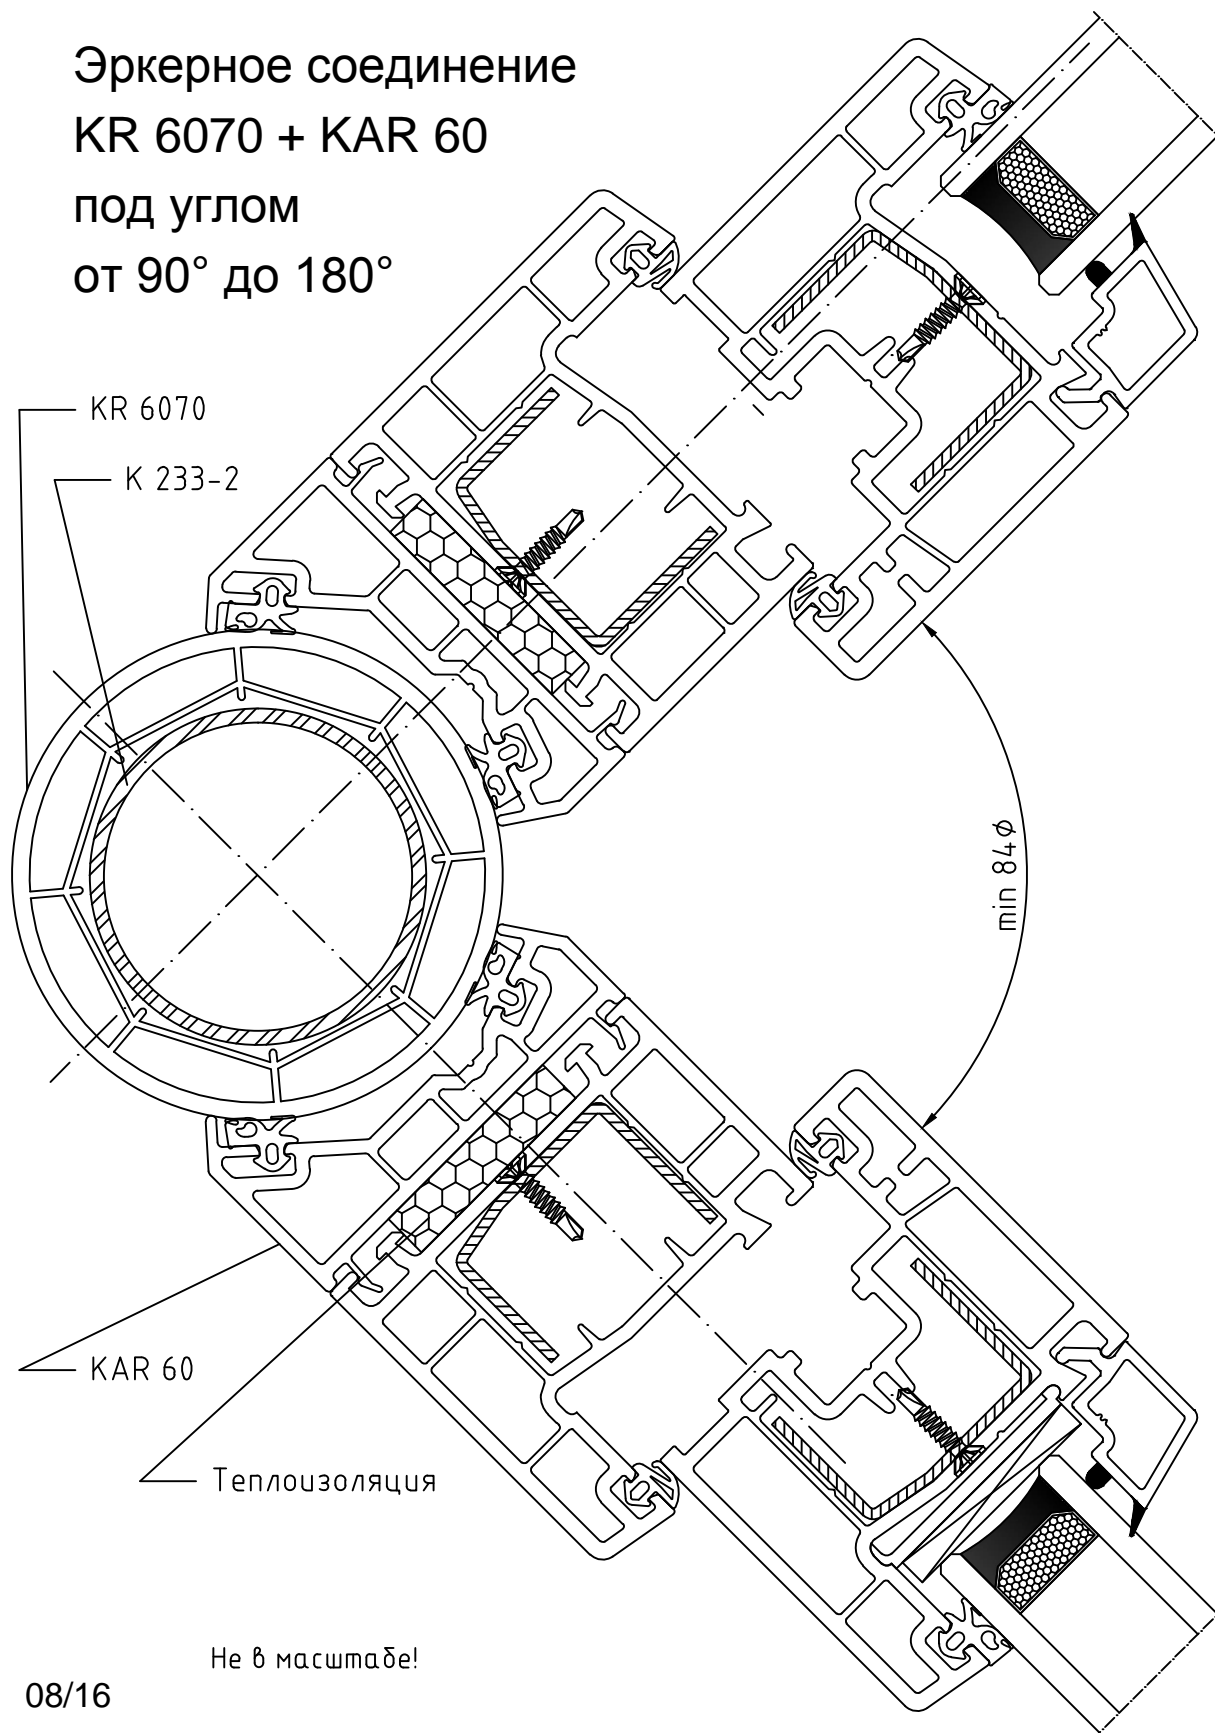 Эркерное соединение
KR 6070 + KAR 60
под углом
от 90° до 180°
KR 6070
K 233-2
min 84ϕ
KAR 60
Теплоизоляция
Не в масштабе!
08/16